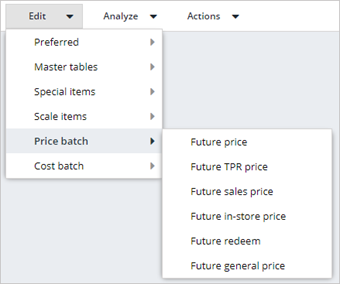 Edit Analyze Actions
Preferred
Master tables
Special items
Scale items
Price batch
Cost batch
Future price
Future TPR price
Future sales price
Future in-store price
Future redeem
Future general price